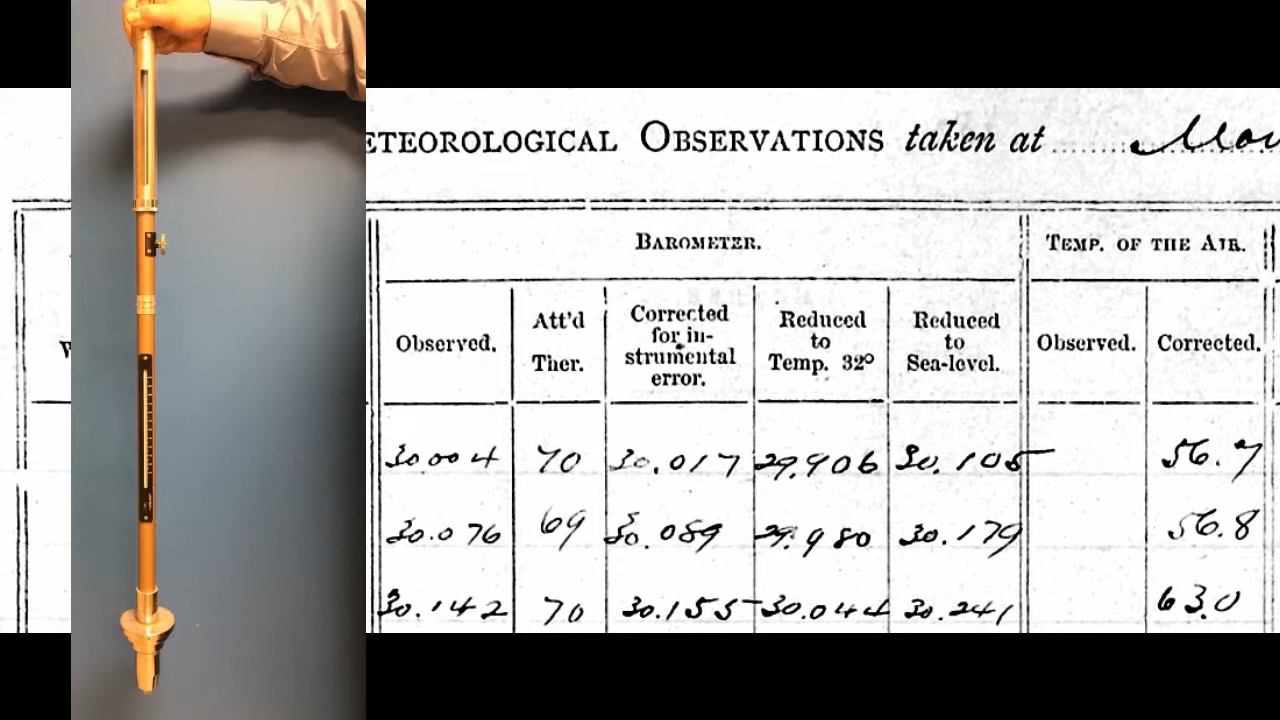 ETEOROLOGICAL OBSERVATIONS taken at
BAROMETER.
TEMP. OF THE AIR.
Observed.
Att'd
Ther.
Corrected
for in-
strumental
error.
Reduced
to
Temp. 32º
Reduced
to
Sea-level.
Observed.
Corrected.
30.004 70 30.017 29.906 30.105 56.7
30.076 69 30.089 29.980 30.179 56.8
30.142 70 30.155 30.044 30.241 63.0